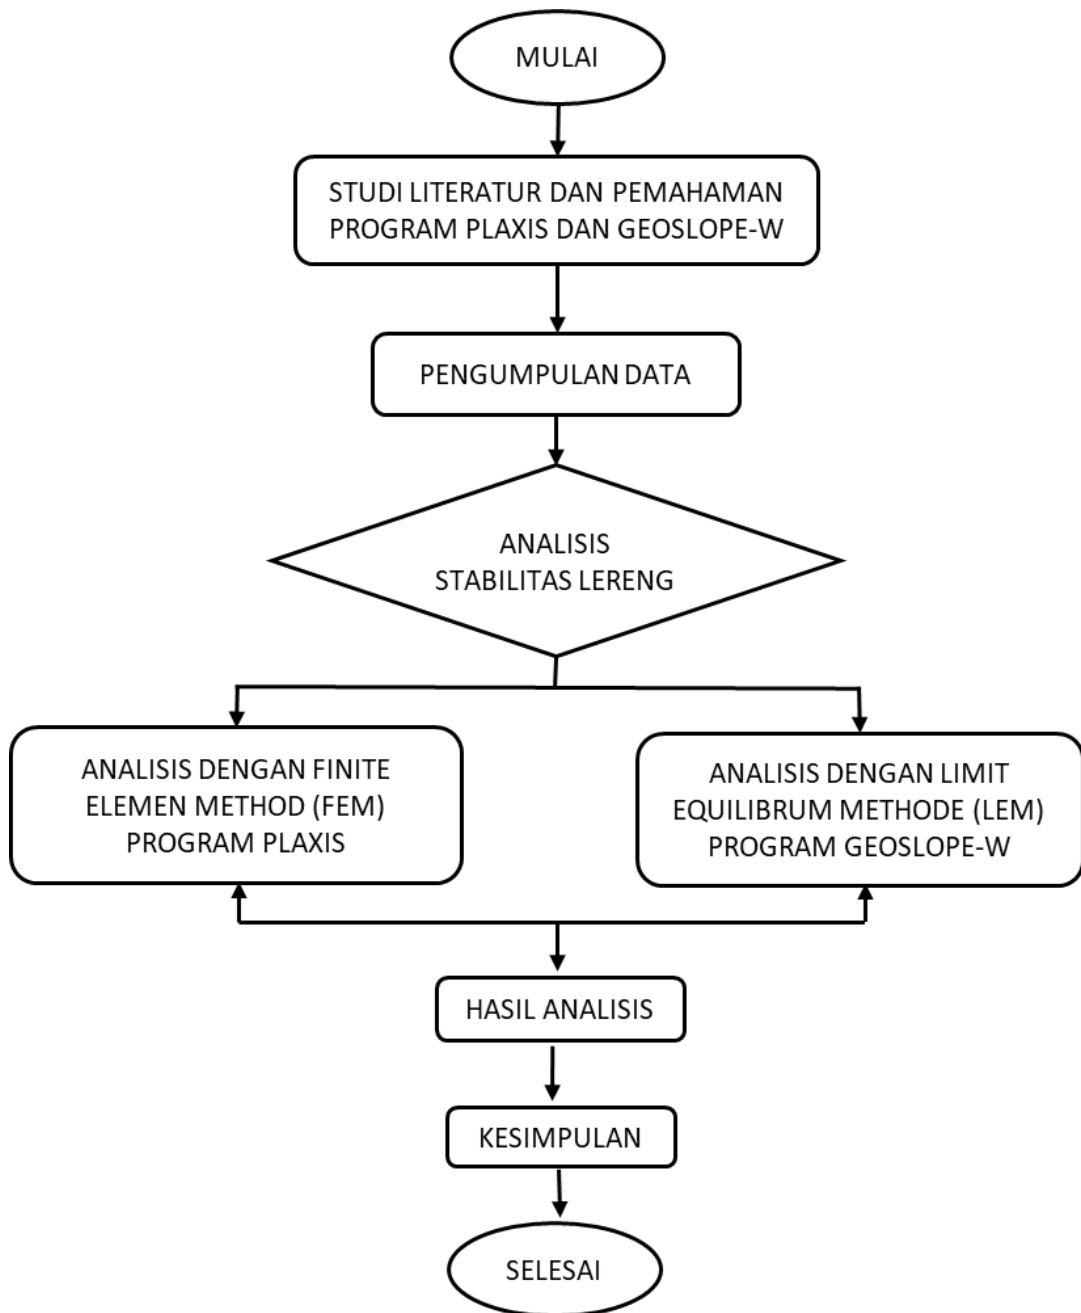 MULAI
STUDI LITERATUR DAN PEMAHAMAN
PROGRAM PLAXIS DAN GEOSLOPE-W
PENGUMPULAN DATA
ANALISIS
STABILITAS LERENG
ANALISIS DENGAN FINITE
ELEMEN METHOD (FEM)
PROGRAM PLAXIS
ANALISIS DENGAN LIMIT
EQUILIBRUM METHODE (LEM)
PROGRAM GEOSLOPE-W
HASIL ANALISIS
KESIMPULAN
SELESAI